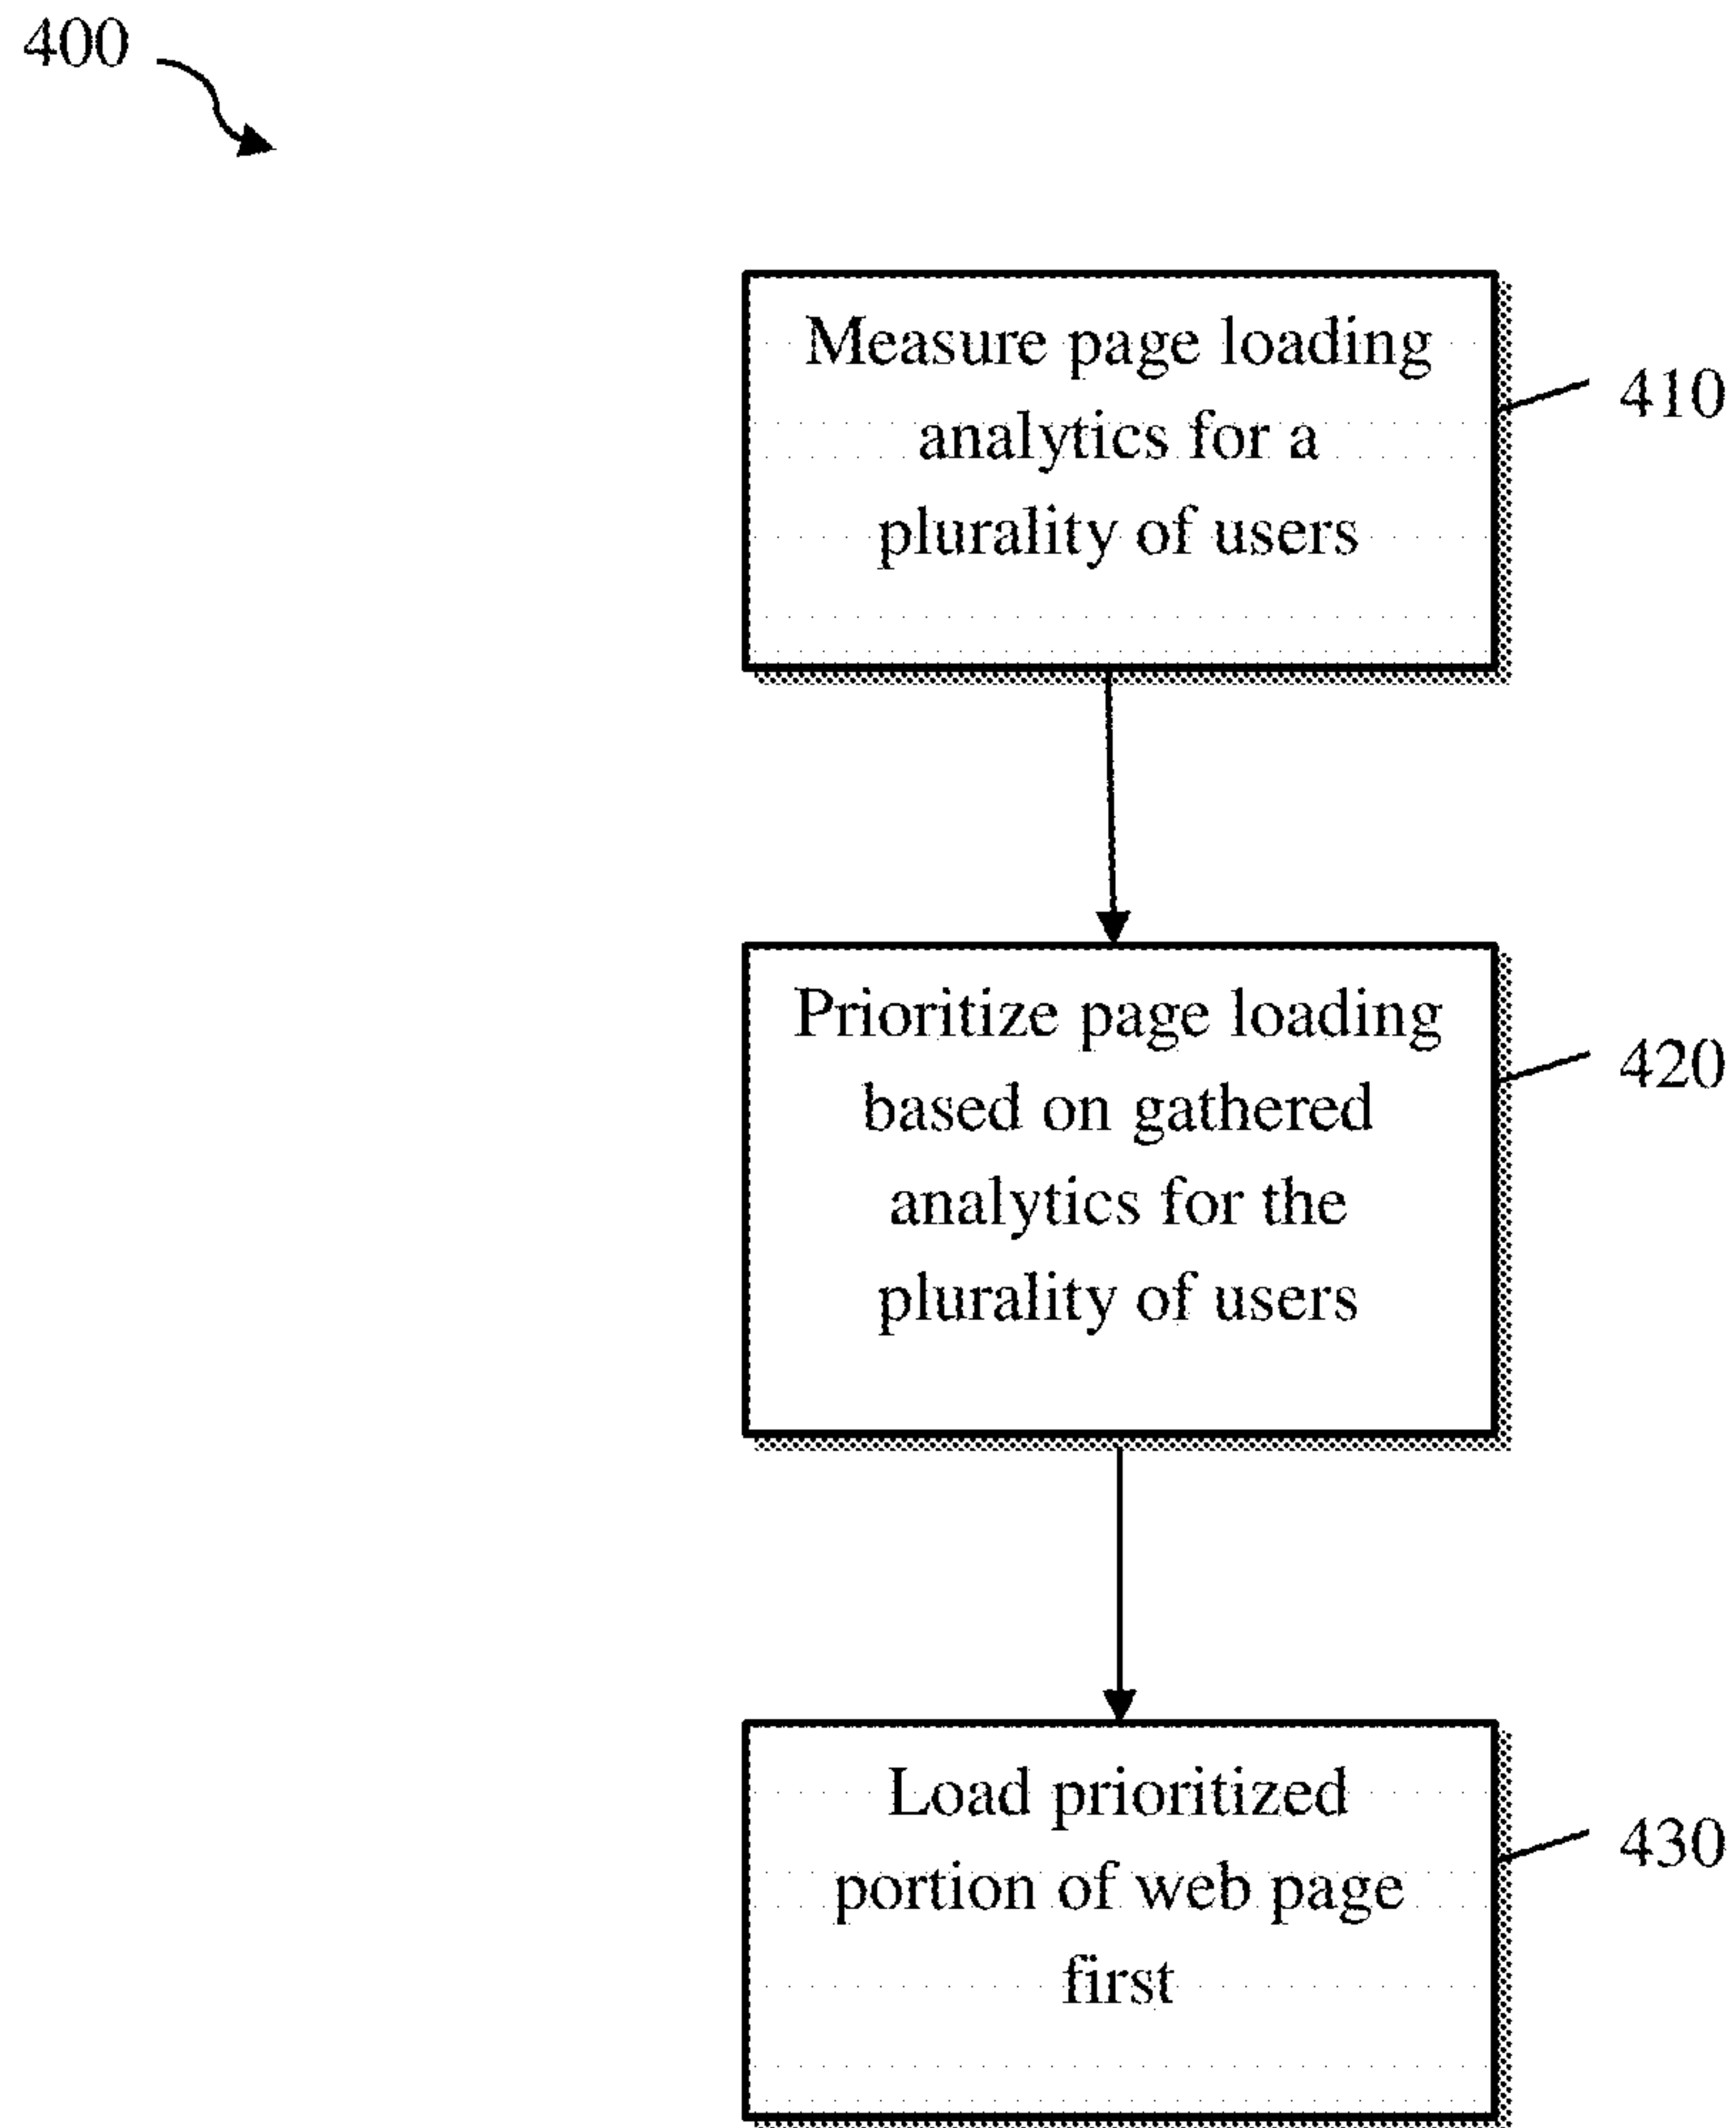 400
Measure page loading
analytics for a
plurality of users
410
Prioritize page loading
based on gathered
analytics for the
plurality of users
420
Load prioritized
portion of web page
first
430